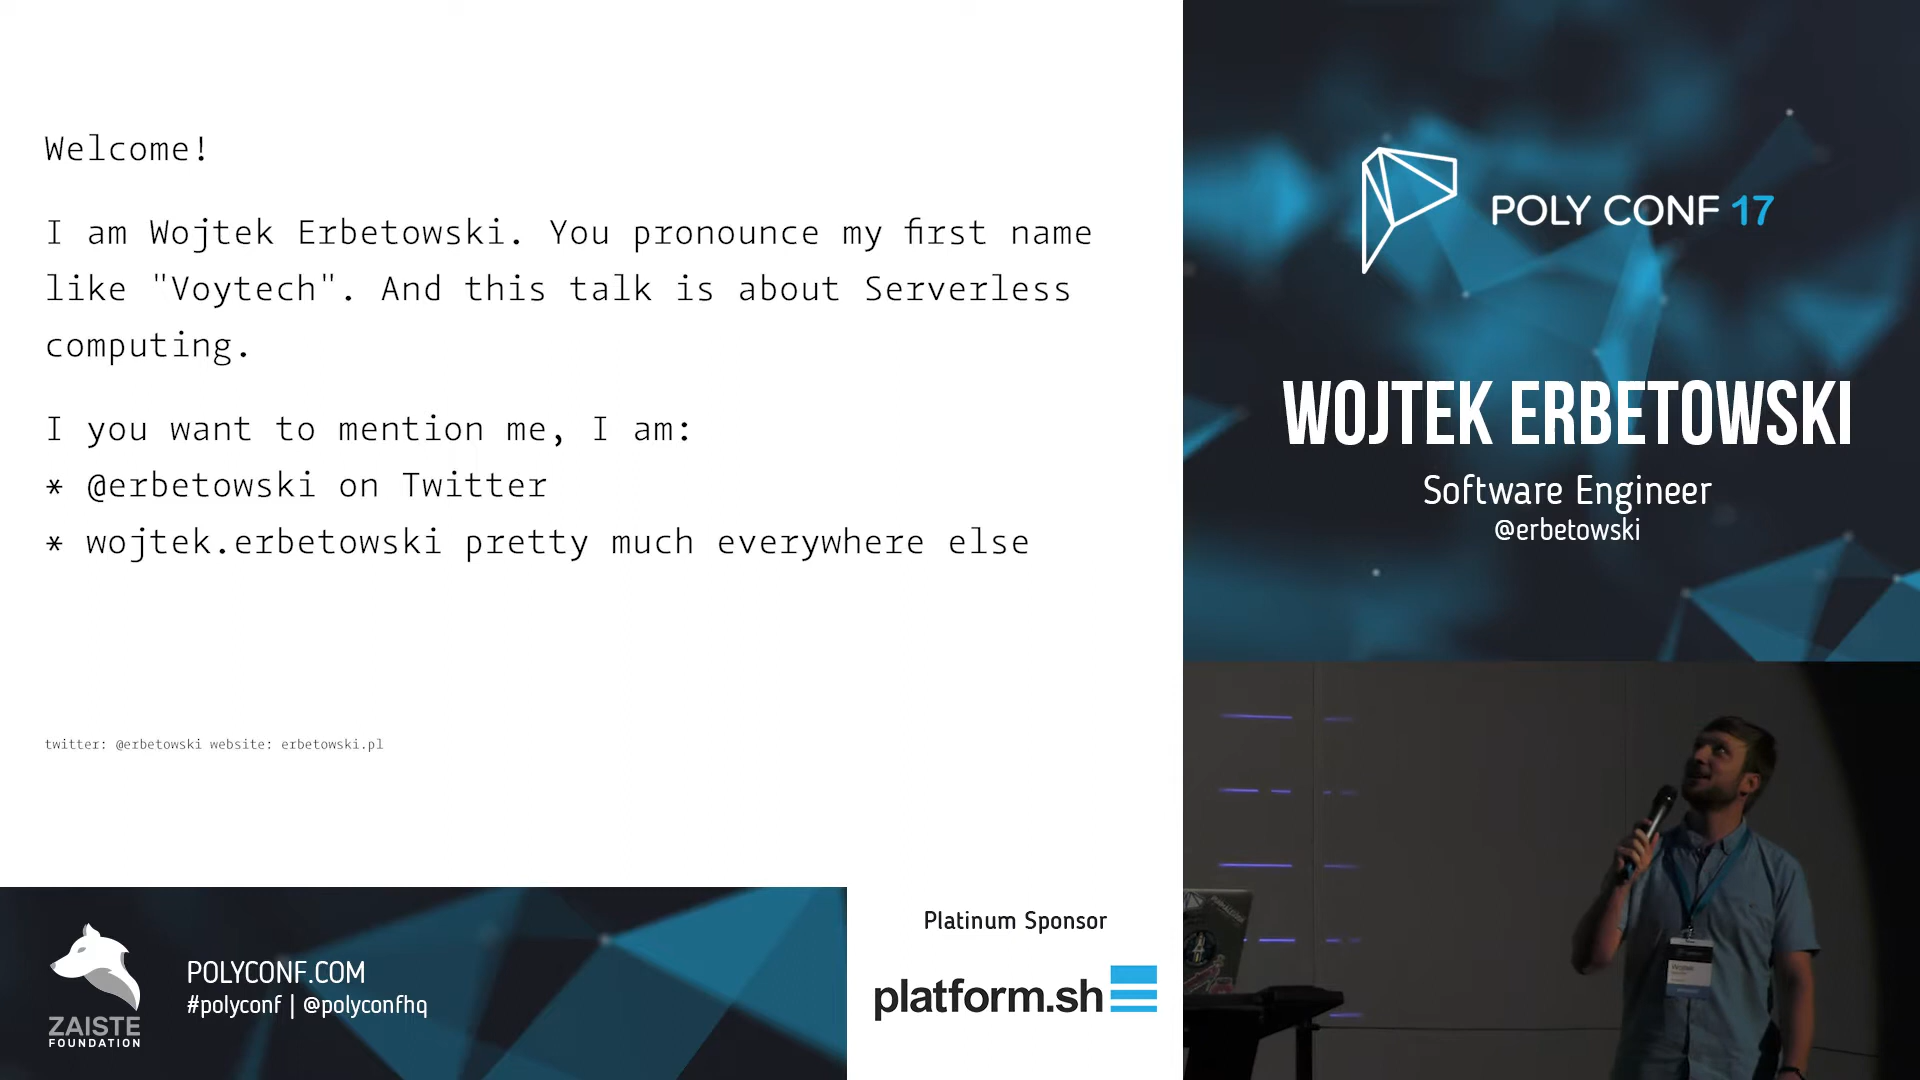 Welcome!
I am Wojtek Erbetowski. You pronounce my first name
like "Voytech". And this talk is about Serverless
computing.
I you want to mention me, I am:
* @erbetowski on Twitter
* wojtek.erbetowski pretty much everywhere else
twitter: @erbetowski website: erbetowski.pl
POLY CONF 17
WOJTEK ERBETOWSKI
Software Engineer
@erbetowski
ZAISTE
FOUNDATION
POLYCONF.COM
#polyconf | @polyconfhq
Platinum Sponsor
platform.sh